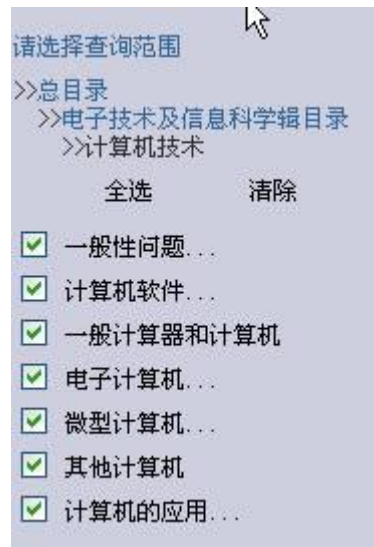 请选择查询范围
>>总目录
>>电子技术及信息科学辑目录
>>计算机技术
全选 清除
一般性问题...
计算机软件...
一般计算器和计算机
电子计算机...
微型计算机...
其他计算机
计算机的应用...